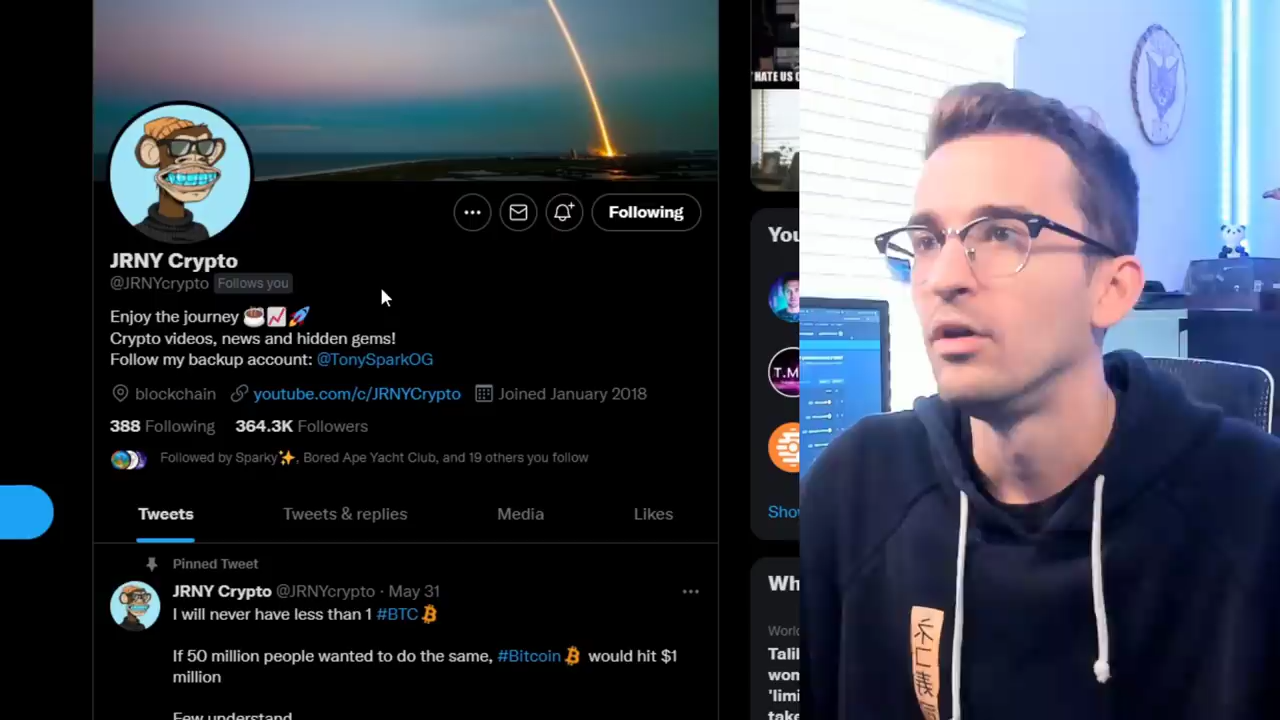 HATE US
Following
JRNY Crypto
@JRNYcrypto Follows you
Enjoy the journey ☕📈🚀
Crypto videos, news and hidden gems!
Follow my backup account: @TonySparkOG
blockchain youtube.com/c/JRNYCrypto Joined January 2018
388 Following 364.3K Followers
Followed by Sparky✨, Bored Ape Yacht Club, and 19 others you follow
Tweets Tweets & replies Media Likes
Pinned Tweet
JRNY Crypto @JRNYcrypto · May 31
I will never have less than 1 #BTC
If 50 million people wanted to do the same, #Bitcoin would hit $1
million
Few understand
You
T.M
Show
Wh
World
Talil
won
'limi
take